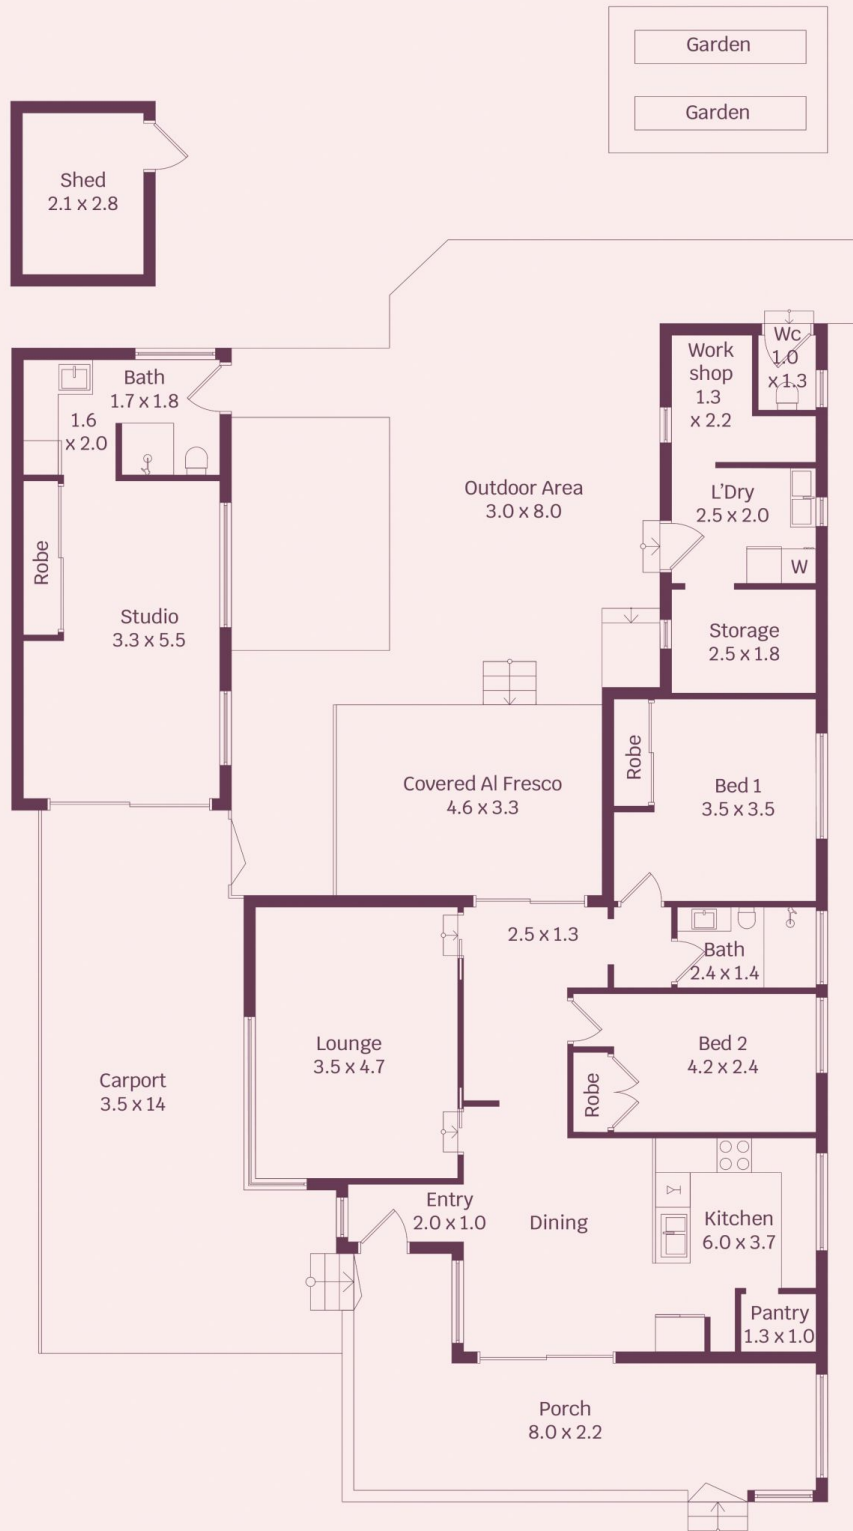 Garden
Garden
Shed
2.1 x 2.8
Wc
1.0
x 1.3
Work
shop
1.3
x 2.2
Bath
1.7 x 1.8
1.6
x 2.0
Outdoor Area
3.0 x 8.0
L'Dry
2.5 x 2.0
W
Robe
Studio
3.3 x 5.5
Storage
2.5 x 1.8
Robe
Covered Al Fresco
4.6 x 3.3
Bed 1
3.5 x 3.5
2.5 x 1.3
Bath
2.4 x 1.4
Lounge
3.5 x 4.7
Bed 2
4.2 x 2.4
Carport
3.5 x 14
Robe
Entry
2.0 x 1.0
Dining
Kitchen
6.0 x 3.7
Pantry
1.3 x 1.0
Porch
8.0 x 2.2